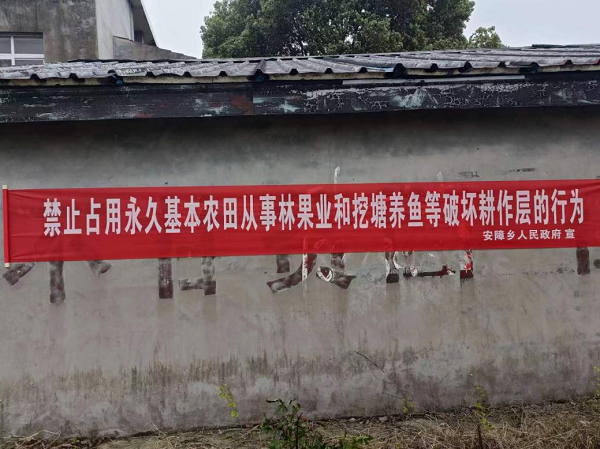 禁止占用永久基本农田从事林果业和挖塘养鱼等破坏耕作层的行为
安障乡人民政府宣